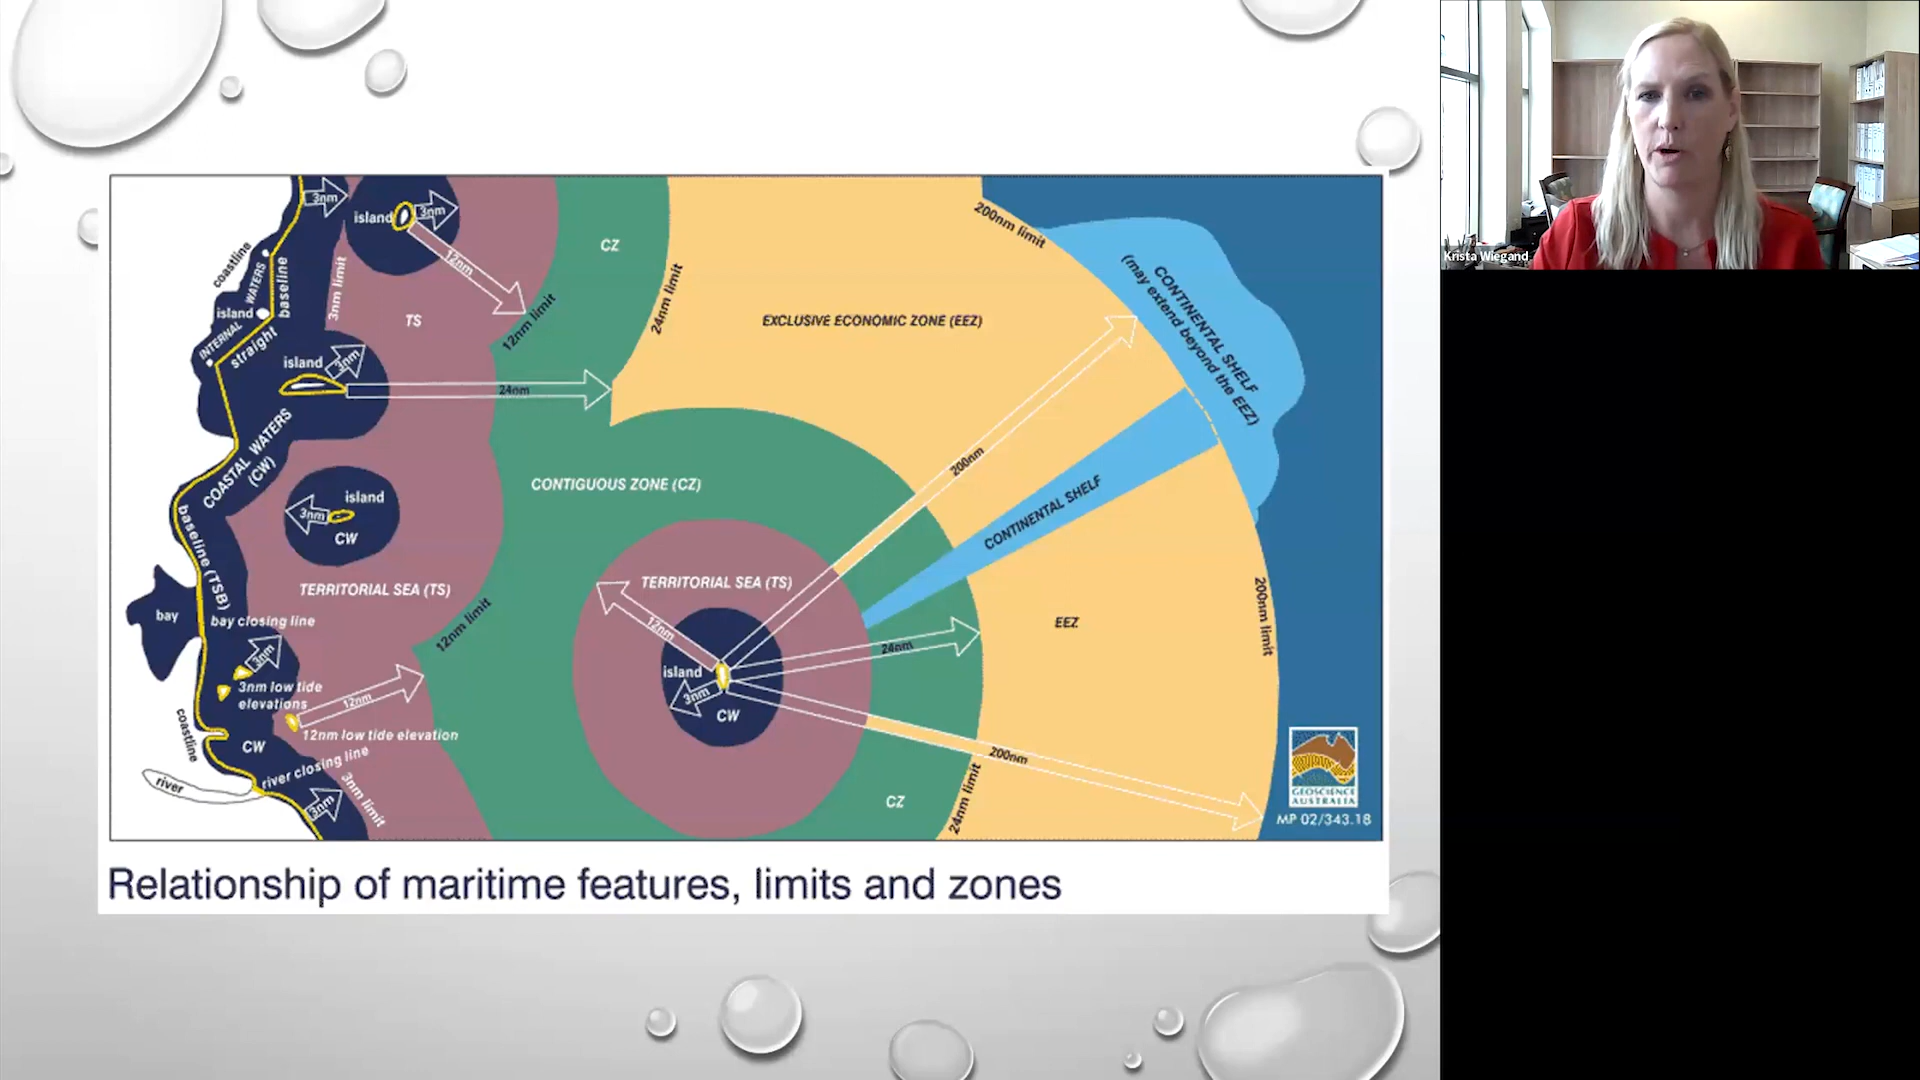 3nm
island
3nm
coastline
WATERS
baseline
3nm limit
12nm
CZ
200nm limit
24nm limit
CONTINENTAL SHELF
(may extend beyond the EEZ)
island
INTERNAL
straight
TS
12nm limit
EXCLUSIVE ECONOMIC ZONE (EEZ)
island
3nm
24nm
COASTAL WATERS
(CW)
200nm
CONTIGUOUS ZONE (CZ)
island
3nm
CW
CONTINENTAL SHELF
baseline (TSB)
TERRITORIAL SEA (TS)
TERRITORIAL SEA (TS)
bay
bay closing line
12nm limit
12nm
EEZ
200nm limit
3nm
24nm
island
3nm
CW
3nm low tide
elevations
12nm
12nm low tide elevation
coastline
CW
river closing line
200nm
river
3nm limit
3nm
CZ
24nm limit
GEOSCIENCE
AUSTRALIA
MP 02/343.18
Relationship of maritime features, limits and zones
Krista Wiegand